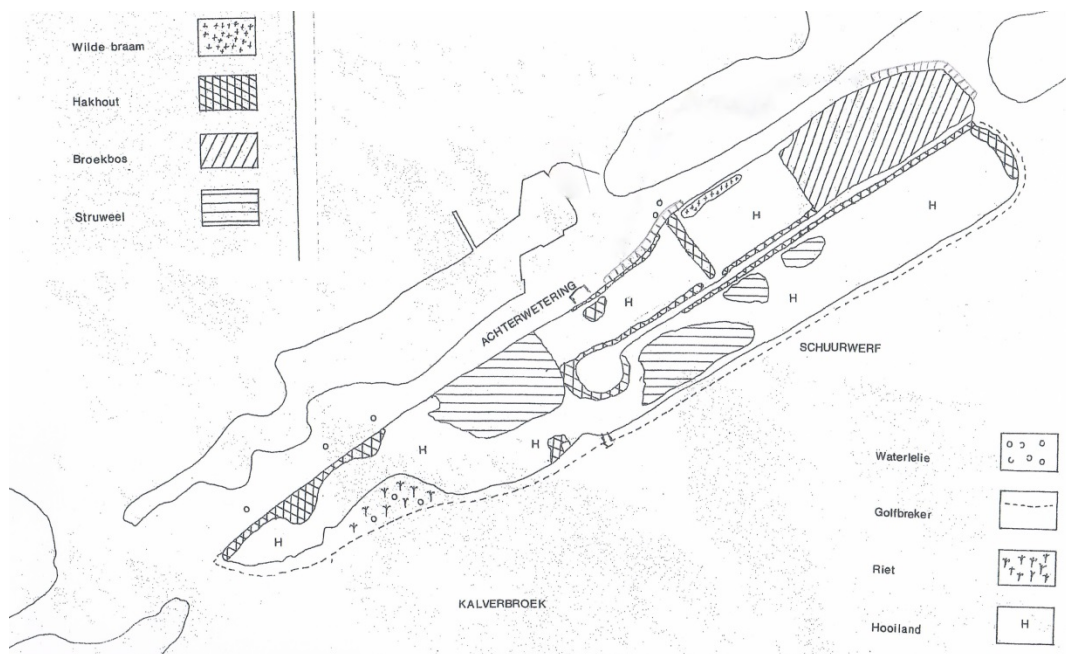 Wilde braam
Hakhout
Broekbos
Struweel
H
H
ACHTERWETERING
H
H
SCHUURWERF
H
H
H
KALVERBROEK
Waterlelie
Golfbreker
Riet
Hooiland
H